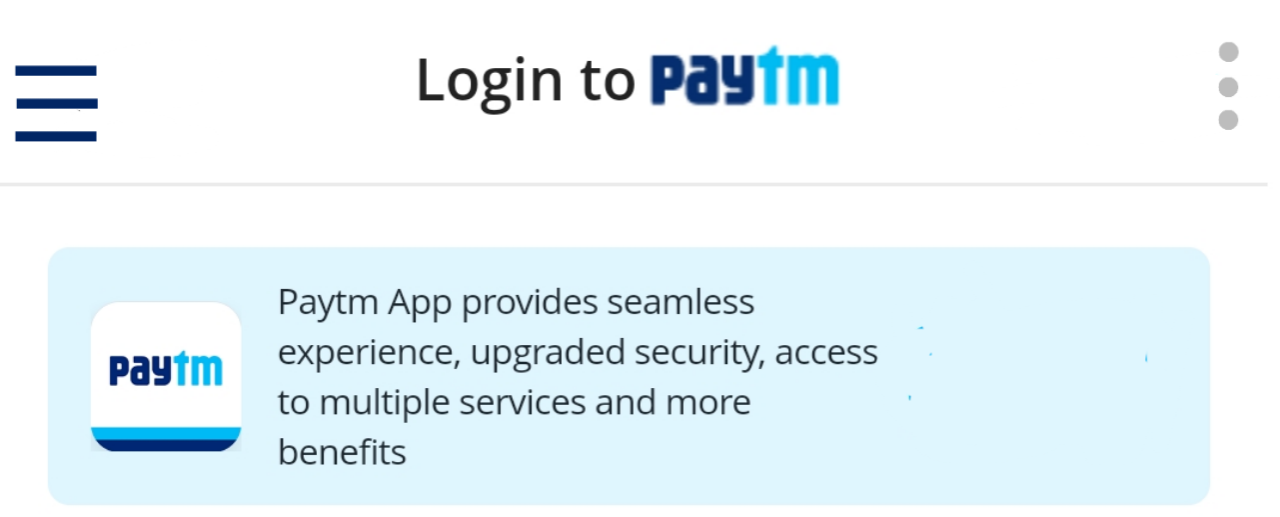 Login to paytm
paytm
Paytm App provides seamless
experience, upgraded security, access
to multiple services and more
benefits